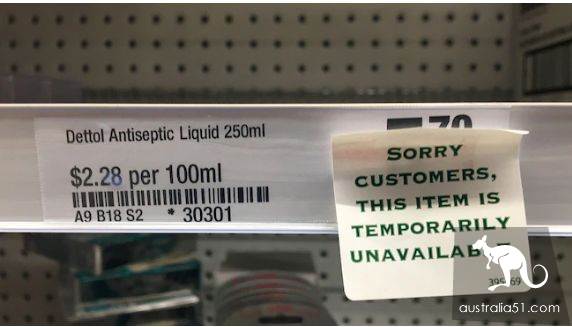 Dettol Antiseptic Liquid 250ml
$2.28 per 100ml
A9 B18 S2 * 30301
SORRY
CUSTOMERS,
THIS ITEM IS
TEMPORARILY
australia51.com